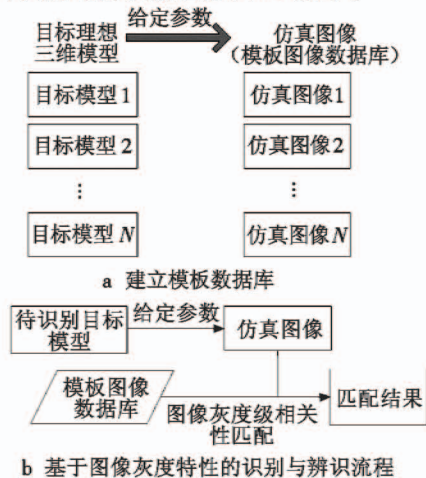 目标理想
三维模型
给定参数
仿真图像
(模板图像数据库)
目标模型1
仿真图像1
目标模型2
仿真图像2
⋮
⋮
目标模型N
仿真图像N
a 建立模板数据库
待识别目标
模型
给定参数
仿真图像
模板图像
数据库
图像灰度级相关
性匹配
匹配结果
b 基于图像灰度特性的识别与辨识流程